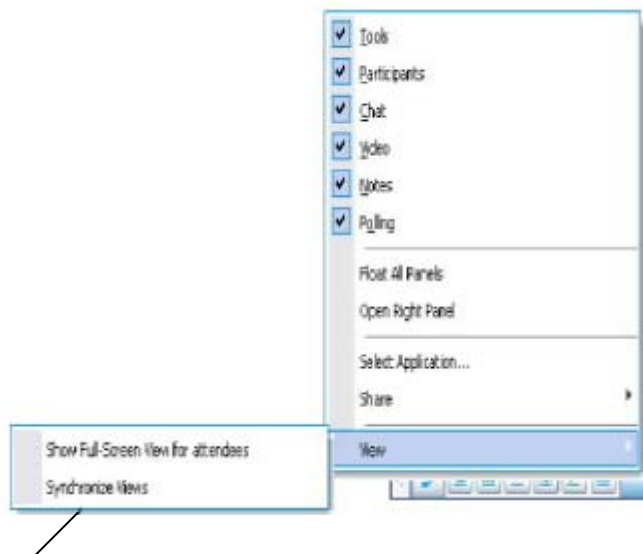 Tools
Participants
Chat
Video
Notes
Polling
Float All Panels
Open Right Panel
Select Application...
Share
View
Show Full-Screen View for attendees
Synchronize Views